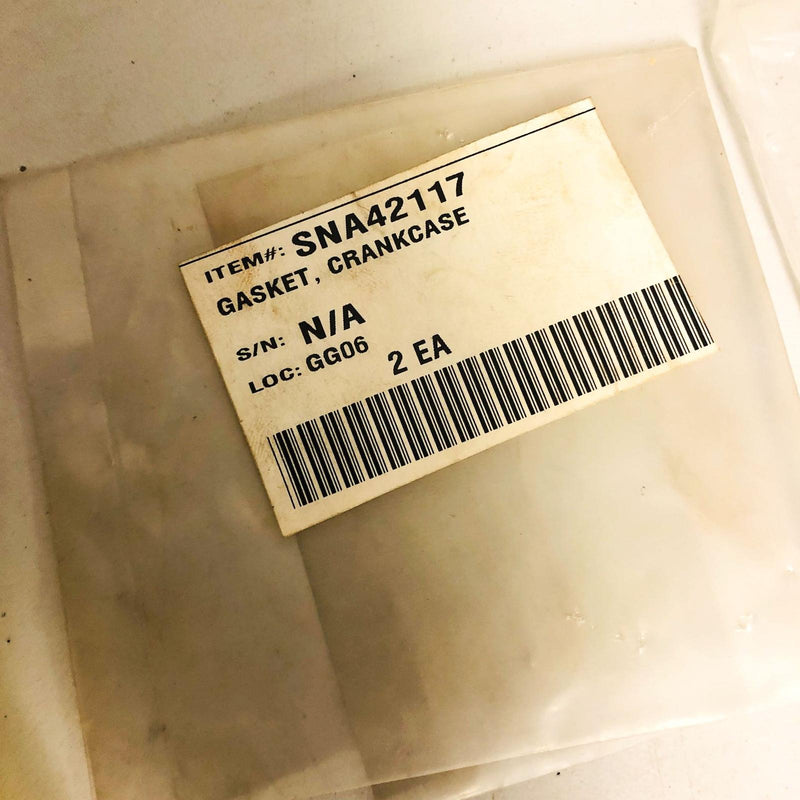 ITEM#: SNA42117
GASKET, CRANKCASE
S/N: N/A
LOC: GG06 2 EA